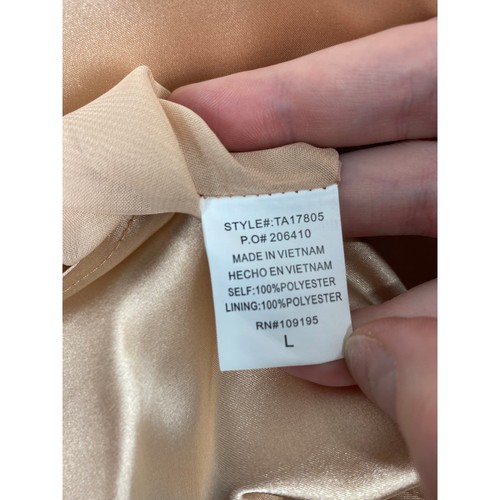 STYLE#:TA17805
P.O# 206410
MADE IN VIETNAM
HECHO EN VIETNAM
SELF:100%POLYESTER
LINING:100%POLYESTER
RN#109195
L